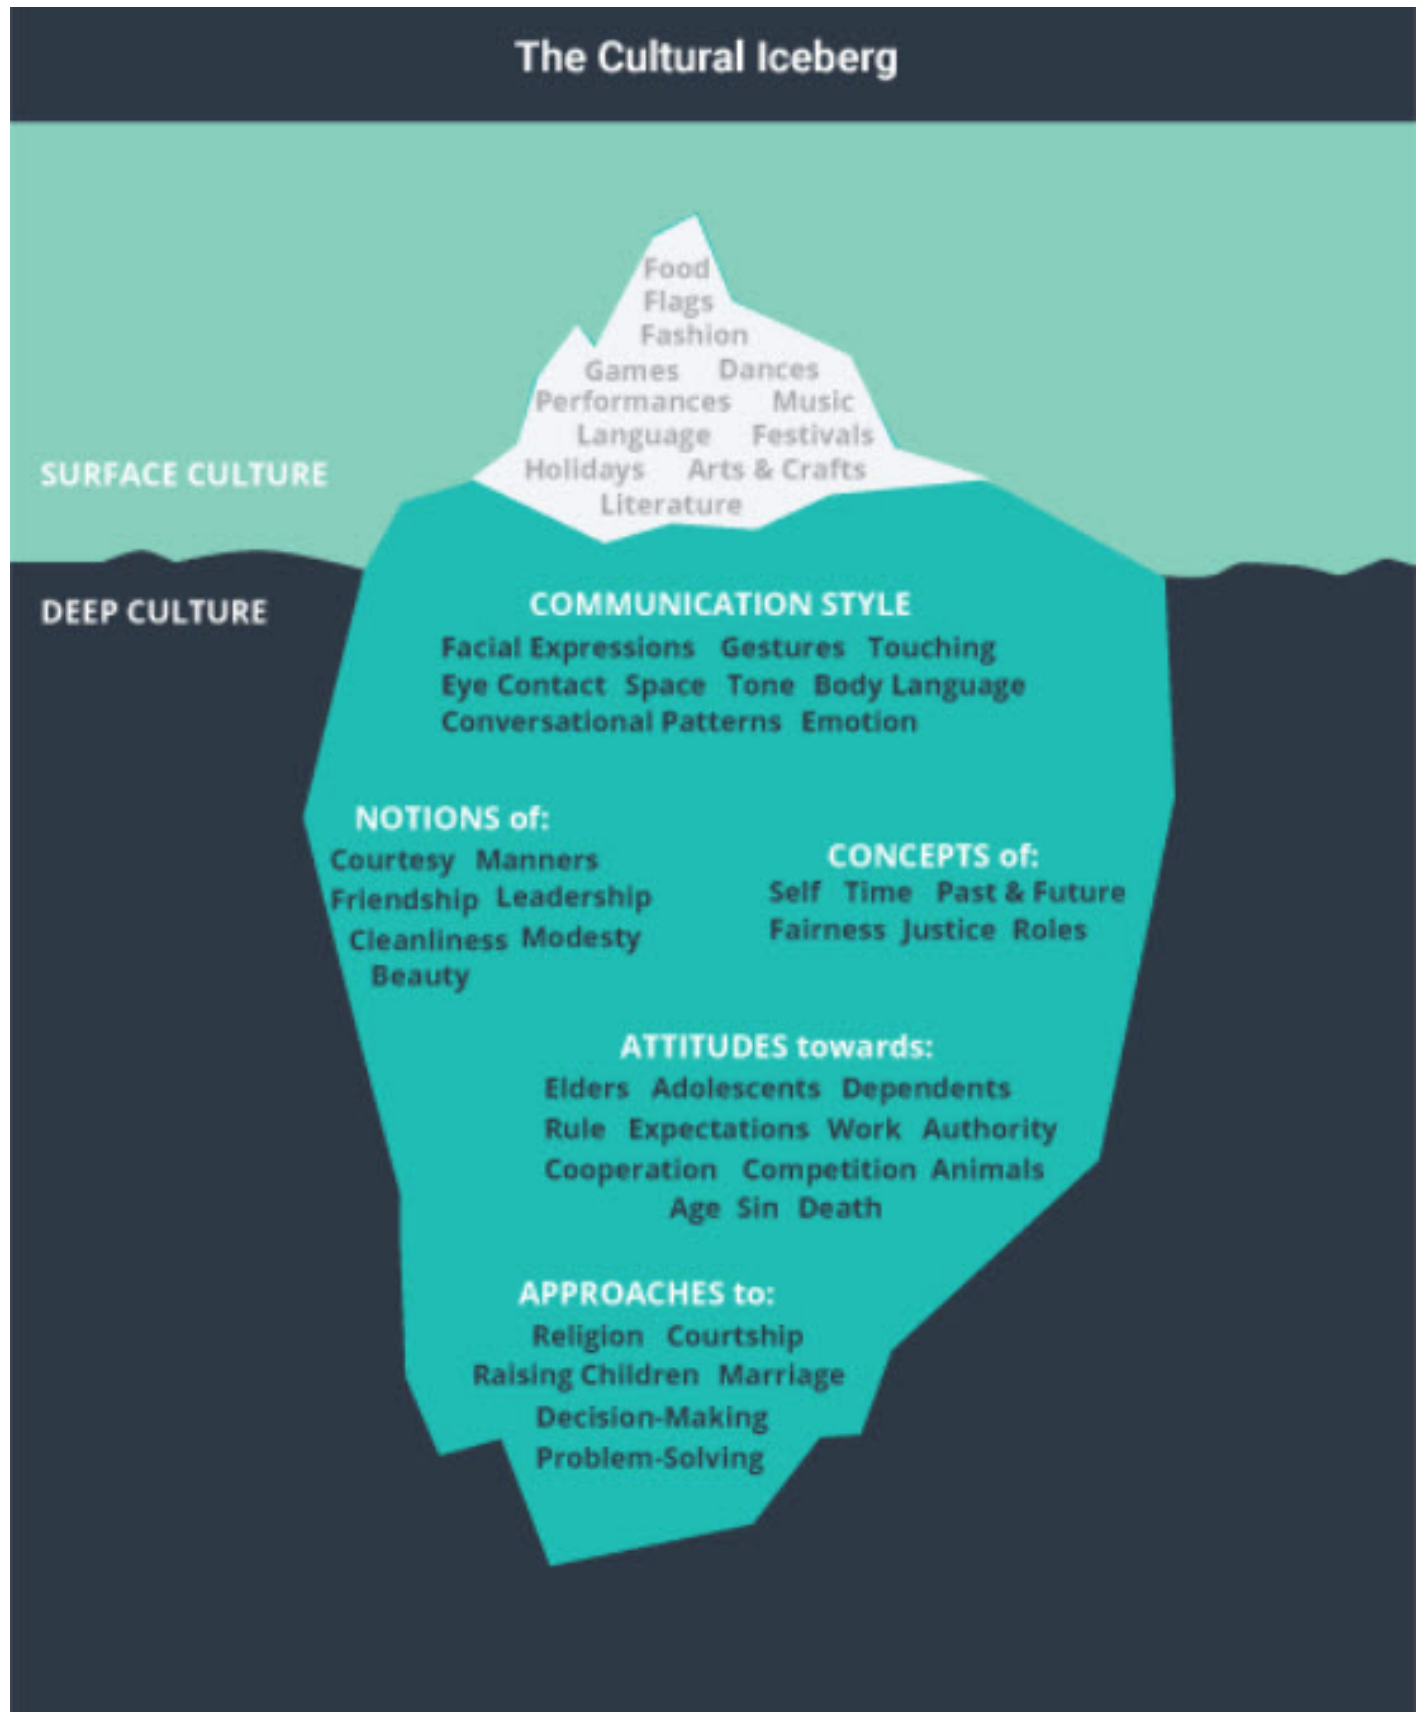 The Cultural Iceberg
Food
Flags
Fashion
Games Dances
Performances Music
Language Festivals
Holidays Arts & Crafts
Literature
SURFACE CULTURE
DEEP CULTURE
COMMUNICATION STYLE
Facial Expressions Gestures Touching
Eye Contact Space Tone Body Language
Conversational Patterns Emotion
NOTIONS of:
Courtesy Manners
Friendship Leadership
Cleanliness Modesty
Beauty
CONCEPTS of:
Self Time Past & Future
Fairness Justice Roles
ATTITUDES towards:
Elders Adolescents Dependents
Rule Expectations Work Authority
Cooperation Competition Animals
Age Sin Death
APPROACHES to:
Religion Courtship
Raising Children Marriage
Decision-Making
Problem-Solving